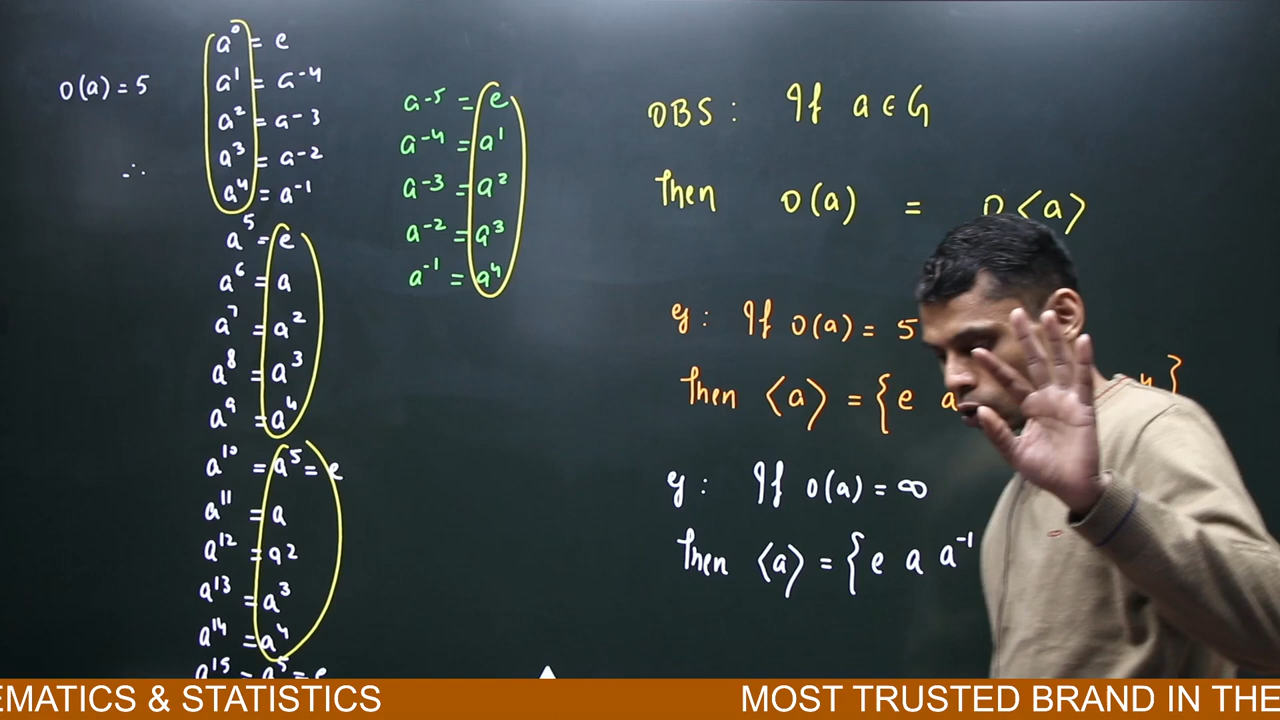 a⁰ = e
O(a) = 5
a¹ = a⁻⁴
a² = a⁻³
∴
a³ = a⁻²
a⁴ = a⁻¹
a⁵ = e
a⁶ = a
a⁷ = a²
a⁸ = a³
a⁹ = a⁴
a¹⁰ = a⁵ = e
a¹¹ = a
a¹² = a²
a¹³ = a³
a¹⁴ = a⁴
a¹⁵ = a⁵ = e
a⁻⁵ = e
a⁻⁴ = a¹
a⁻³ = a²
a⁻² = a³
a⁻¹ = a⁴
OBS : If a ∈ G
Then O(a) = O<a>
eg : If O(a) = 5
Then <a> = { e a }
eg : If O(a) = ∞
Then <a> = { e a a⁻¹
EMATICS & STATISTICS
MOST TRUSTED BRAND IN THE